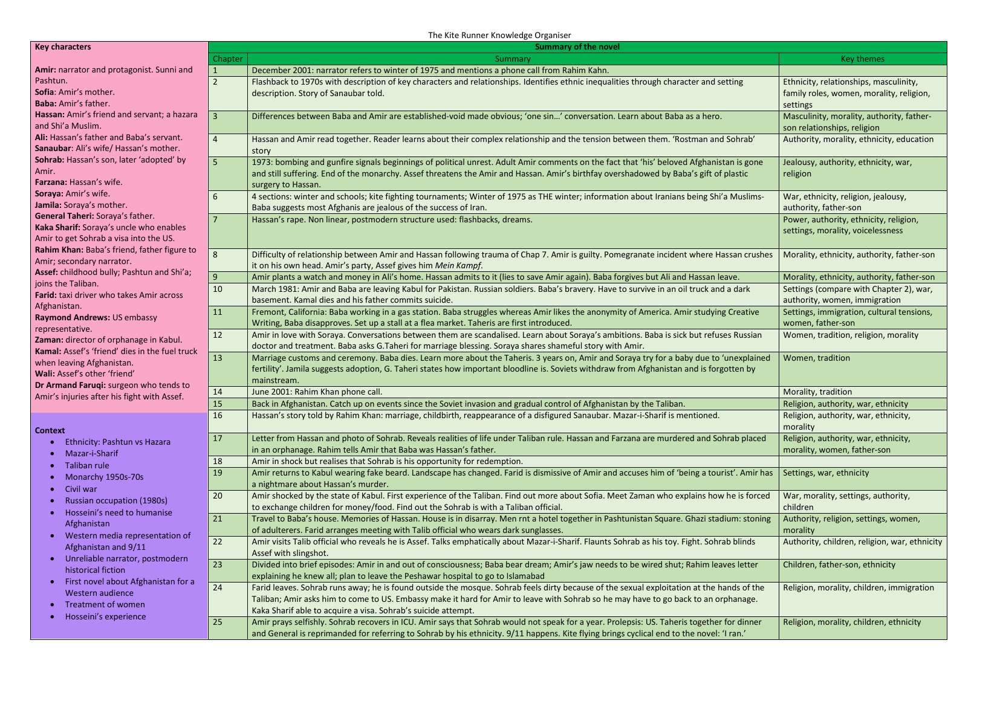 The Kite Runner Knowledge Organiser
Key characters
Amir: narrator and protagonist. Sunni and
Pashtun.
Sofia: Amir's mother.
Baba: Amir's father.
Hassan: Amir's friend and servant; a hazara
and Shi'a Muslim.
Ali: Hassan's father and Baba's servant.
Sanaubar: Ali's wife/ Hassan's mother.
Sohrab: Hassan's son, later 'adopted' by
Amir.
Farzana: Hassan's wife.
Soraya: Amir's wife.
Jamila: Soraya's mother.
General Taheri: Soraya's father.
Kaka Sharif: Soraya's uncle who enables
Amir to get Sohrab a visa into the US.
Rahim Khan: Baba's friend, father figure to
Amir; secondary narrator.
Assef: childhood bully; Pashtun and Shi'a;
joins the Taliban.
Farid: taxi driver who takes Amir across
Afghanistan.
Raymond Andrews: US embassy
representative.
Zaman: director of orphanage in Kabul.
Kamal: Assef's 'friend' dies in the fuel truck
when leaving Afghanistan.
Wali: Assef's other 'friend'
Dr Armand Faruqi: surgeon who tends to
Amir's injuries after his fight with Assef.
Context
• Ethnicity: Pashtun vs Hazara
• Mazar-i-Sharif
• Taliban rule
• Monarchy 1950s-70s
• Civil war
• Russian occupation (1980s)
• Hosseini's need to humanise
Afghanistan
• Western media representation of
Afghanistan and 9/11
• Unreliable narrator, postmodern
historical fiction
• First novel about Afghanistan for a
Western audience
• Treatment of women
• Hosseini's experience
Summary of the novel
Chapter Summary Key themes
1 December 2001: narrator refers to winter of 1975 and mentions a phone call from Rahim Kahn.
2 Flashback to 1970s with description of key characters and relationships. Identifies ethnic inequalities through character and setting
description. Story of Sanaubar told.
Ethnicity, relationships, masculinity,
family roles, women, morality, religion,
settings
3 Differences between Baba and Amir are established-void made obvious; 'one sin…' conversation. Learn about Baba as a hero.
Masculinity, morality, authority, father-
son relationships, religion
4 Hassan and Amir read together. Reader learns about their complex relationship and the tension between them. 'Rostman and Sohrab'
story
Authority, morality, ethnicity, education
5 1973: bombing and gunfire signals beginnings of political unrest. Adult Amir comments on the fact that 'his' beloved Afghanistan is gone
and still suffering. End of the monarchy. Assef threatens the Amir and Hassan. Amir's birthfay overshadowed by Baba's gift of plastic
surgery to Hassan.
Jealousy, authority, ethnicity, war,
religion
6 4 sections: winter and schools; kite fighting tournaments; Winter of 1975 as THE winter; information about Iranians being Shi'a Muslims-
Baba suggests most Afghanis are jealous of the success of Iran.
War, ethnicity, religion, jealousy,
authority, father-son
7 Hassan's rape. Non linear, postmodern structure used: flashbacks, dreams.
Power, authority, ethnicity, religion,
settings, morality, voicelessness
8 Difficulty of relationship between Amir and Hassan following trauma of Chap 7. Amir is guilty. Pomegranate incident where Hassan crushes
it on his own head. Amir's party, Assef gives him Mein Kampf.
Morality, ethnicity, authority, father-son
9 Amir plants a watch and money in Ali's home. Hassan admits to it (lies to save Amir again). Baba forgives but Ali and Hassan leave.
Morality, ethnicity, authority, father-son
10 March 1981: Amir and Baba are leaving Kabul for Pakistan. Russian soldiers. Baba's bravery. Have to survive in an oil truck and a dark
basement. Kamal dies and his father commits suicide.
Settings (compare with Chapter 2), war,
authority, women, immigration
11 Fremont, California: Baba working in a gas station. Baba struggles whereas Amir likes the anonymity of America. Amir studying Creative
Writing, Baba disapproves. Set up a stall at a flea market. Taheris are first introduced.
Settings, immigration, cultural tensions,
women, father-son
12 Amir in love with Soraya. Conversations between them are scandalised. Learn about Soraya's ambitions. Baba is sick but refuses Russian
doctor and treatment. Baba asks G.Taheri for marriage blessing. Soraya shares shameful story with Amir.
Women, tradition, religion, morality
13 Marriage customs and ceremony. Baba dies. Learn more about the Taheris. 3 years on, Amir and Soraya try for a baby due to 'unexplained
fertility'. Jamila suggests adoption, G. Taheri states how important bloodline is. Soviets withdraw from Afghanistan and is forgotten by
mainstream.
Women, tradition
14 June 2001: Rahim Khan phone call.
Morality, tradition
15 Back in Afghanistan. Catch up on events since the Soviet invasion and gradual control of Afghanistan by the Taliban.
Religion, authority, war, ethnicity
16 Hassan's story told by Rahim Khan: marriage, childbirth, reappearance of a disfigured Sanaubar. Mazar-i-Sharif is mentioned.
Religion, authority, war, ethnicity,
morality
17 Letter from Hassan and photo of Sohrab. Reveals realities of life under Taliban rule. Hassan and Farzana are murdered and Sohrab placed
in an orphanage. Rahim tells Amir that Baba was Hassan's father.
Religion, authority, war, ethnicity,
morality, women, father-son
18 Amir in shock but realises that Sohrab is his opportunity for redemption.
19 Amir returns to Kabul wearing fake beard. Landscape has changed. Farid is dismissive of Amir and accuses him of 'being a tourist'. Amir has
a nightmare about Hassan's murder.
Settings, war, ethnicity
20 Amir shocked by the state of Kabul. First experience of the Taliban. Find out more about Sofia. Meet Zaman who explains how he is forced
to exchange children for money/food. Find out the Sohrab is with a Taliban official.
War, morality, settings, authority,
children
21 Travel to Baba's house. Memories of Hassan. House is in disarray. Men rnt a hotel together in Pashtunistan Square. Ghazi stadium: stoning
of adulterers. Farid arranges meeting with Talib official who wears dark sunglasses.
Authority, religion, settings, women,
morality
22 Amir visits Talib official who reveals he is Assef. Talks emphatically about Mazar-i-Sharif. Flaunts Sohrab as his toy. Fight. Sohrab blinds
Assef with slingshot.
Authority, children, religion, war, ethnicity
23 Divided into brief episodes: Amir in and out of consciousness; Baba bear dream; Amir's jaw needs to be wired shut; Rahim leaves letter
explaining he knew all; plan to leave the Peshawar hospital to go to Islamabad
Children, father-son, ethnicity
24 Farid leaves. Sohrab runs away; he is found outside the mosque. Sohrab feels dirty because of the sexual exploitation at the hands of the
Taliban; Amir asks him to come to US. Embassy make it hard for Amir to leave with Sohrab so he may have to go back to an orphanage.
Kaka Sharif able to acquire a visa. Sohrab's suicide attempt.
Religion, morality, children, immigration
25 Amir prays selfishly. Sohrab recovers in ICU. Amir says that Sohrab would not speak for a year. Prolepsis: US. Taheris together for dinner
and General is reprimanded for referring to Sohrab by his ethnicity. 9/11 happens. Kite flying brings cyclical end to the novel: 'I ran.'
Religion, morality, children, ethnicity